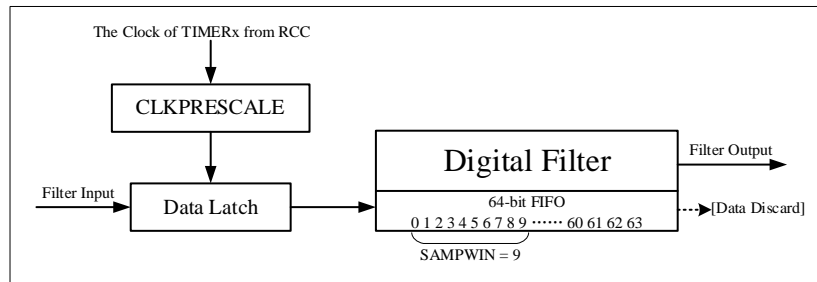 The Clock of TIMERx from RCC
CLKPRESCALE
Digital Filter
Filter Output
Filter Input
Data Latch
64-bit FIFO
0 1 2 3 4 5 6 7 8 9 ······ 60 61 62 63
[Data Discard]
SAMPWIN = 9